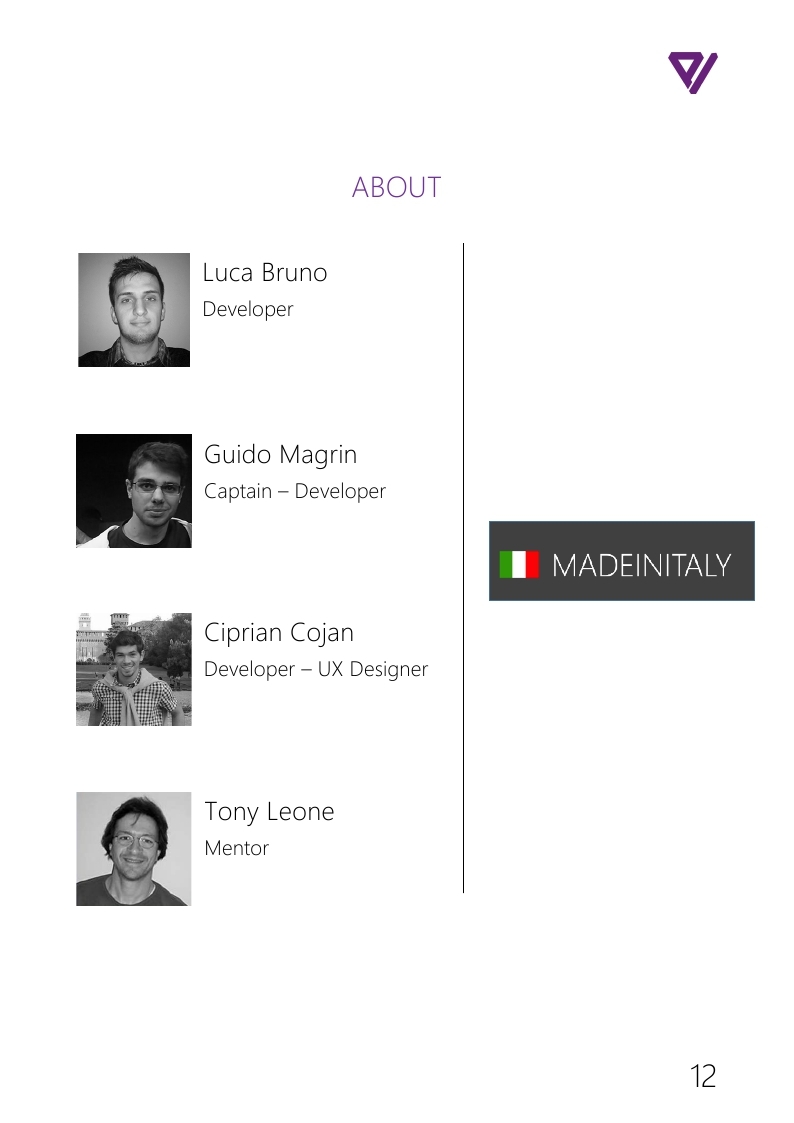 ABOUT
Luca Bruno
Developer
Guido Magrin
Captain – Developer
Ciprian Cojan
Developer – UX Designer
Tony Leone
Mentor
MADEINITALY
12